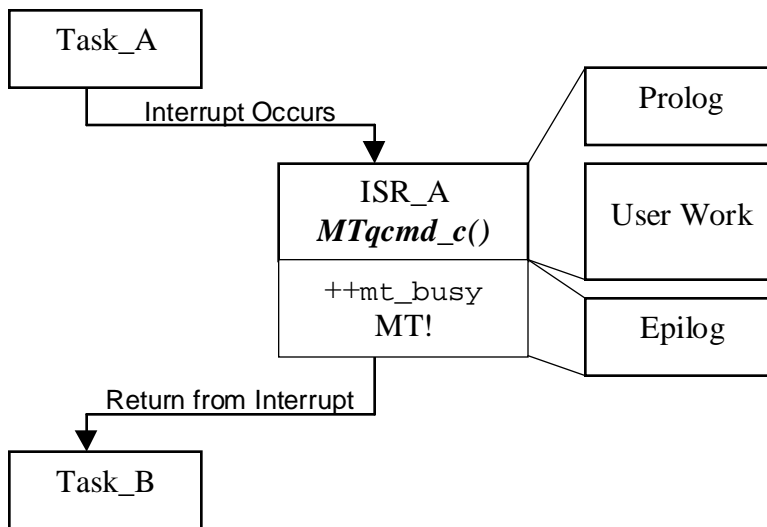 Task_A
Interrupt Occurs
Prolog
ISR_A
MTqcmd_c()
User Work
++mt_busy
MT!
Epilog
Return from Interrupt
Task_B